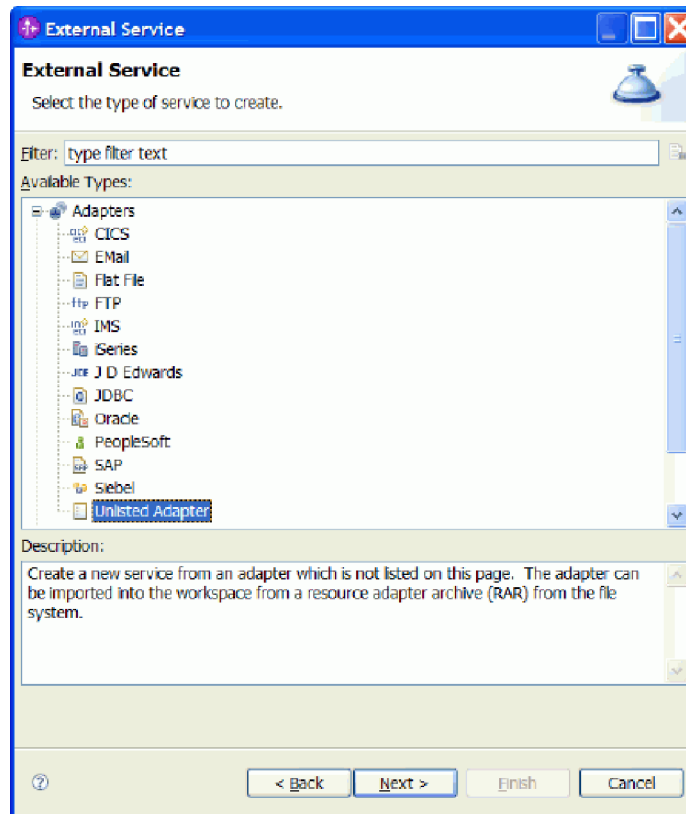 External Service
External Service
Select the type of service to create.
Filter: type filter text
Available Types:
Adapters
CICS
EMail
Flat File
ftp FTP
IMS
iSeries
JDE J D Edwards
JDBC
Oracle
PeopleSoft
SAP
Siebel
Unlisted Adapter
Description:
Create a new service from an adapter which is not listed on this page. The adapter can
be imported into the workspace from a resource adapter archive (RAR) from the file
system.
? < Back Next > Finish Cancel